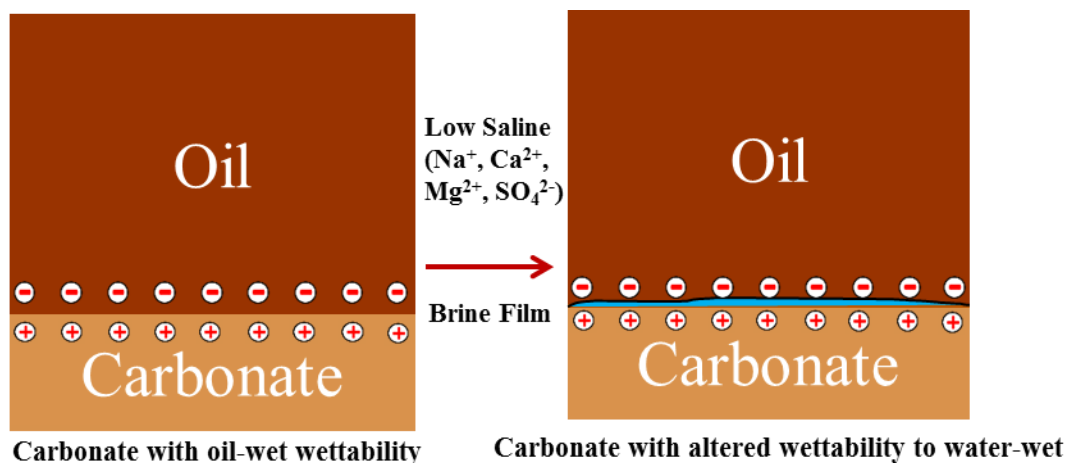 Oil
Carbonate
Carbonate with oil-wet wettability
Low Saline
(Na⁺, Ca²⁺,
Mg²⁺, SO₄²⁻)
Brine Film
Oil
Carbonate
Carbonate with altered wettability to water-wet